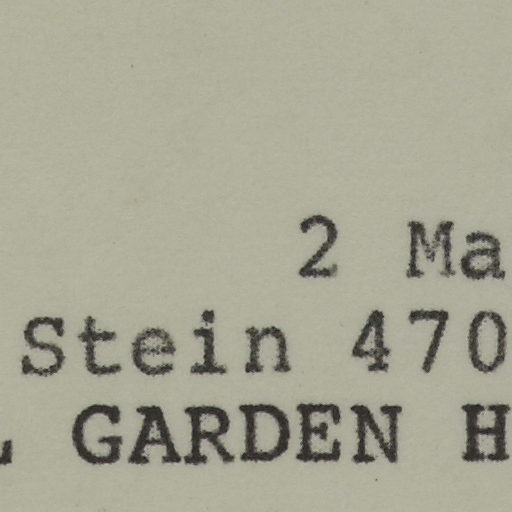 2 Ma
Stein 470
GARDEN H